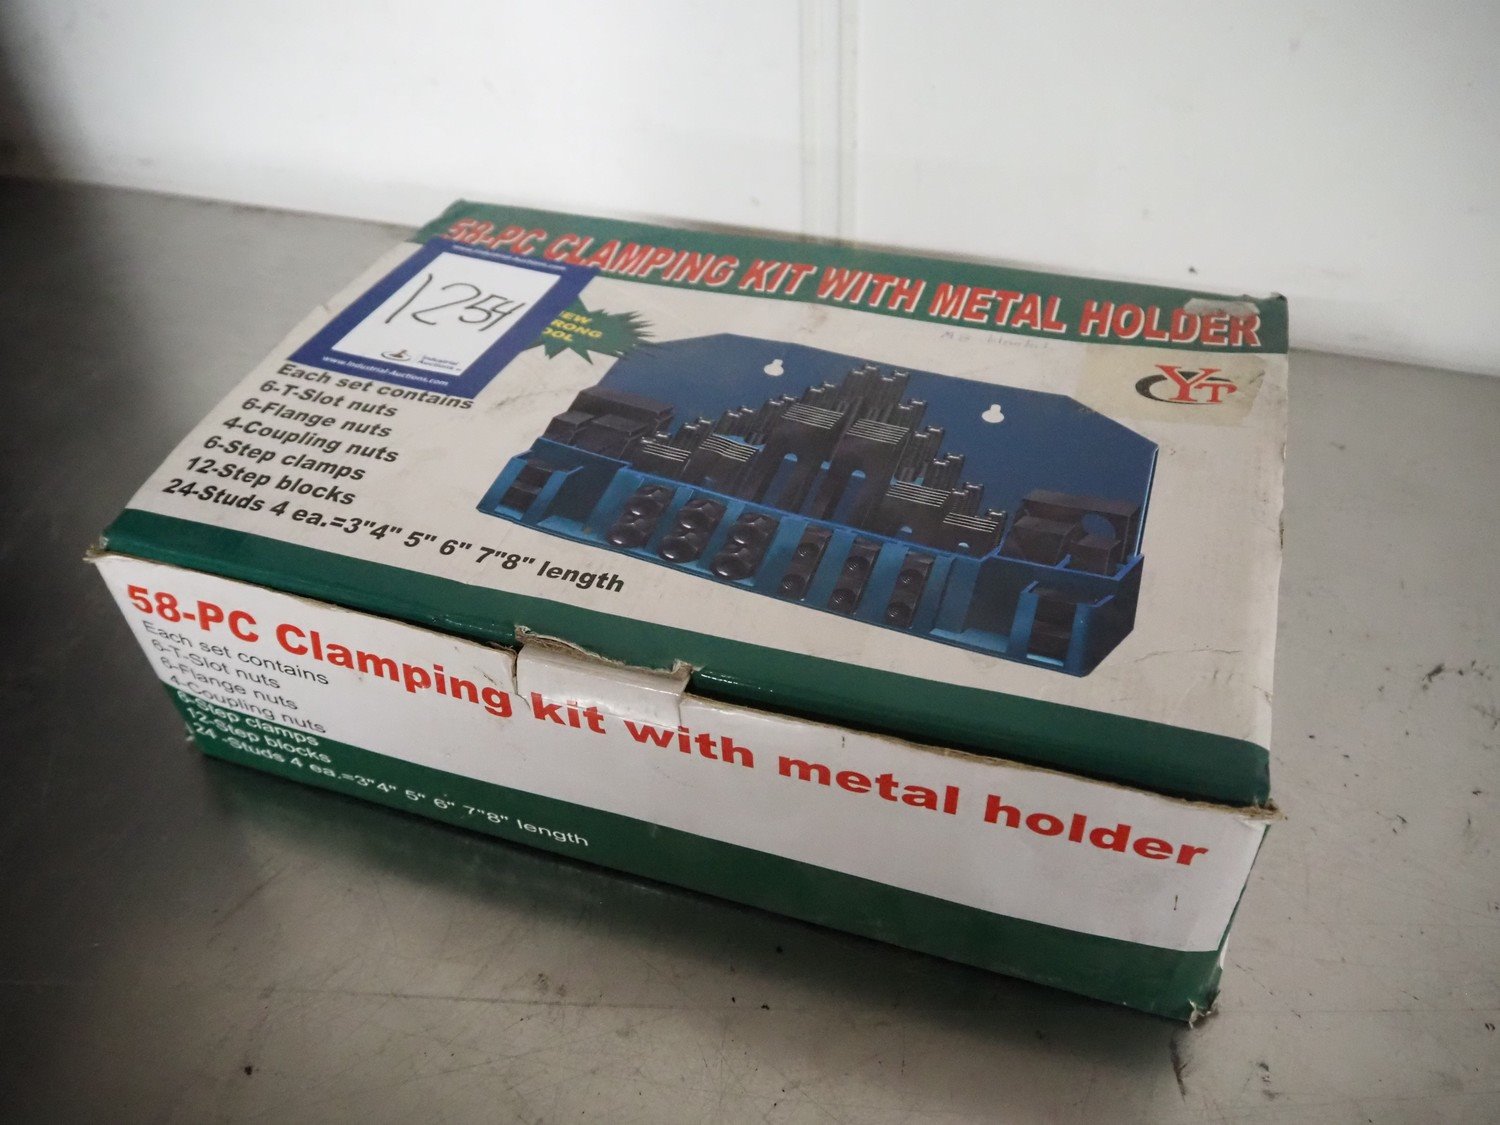 58-PC CLAMPING KIT WITH METAL HOLDER
1254
Industrial
Auctions
www.Industrial-Auctions.com
YT
Each set contains
6-T-Slot nuts
6-Flange nuts
4-Coupling nuts
6-Step clamps
12-Step blocks
24-Studs 4 ea.=3"4" 5" 6" 7"8" length
58-PC Clamping kit with metal holder
Each set contains
6-T-Slot nuts
6-Flange nuts
4-Coupling nuts
6-Step clamps
12-Step blocks
24 -Studs 4 ea.=3"4" 5" 6" 7"8" length